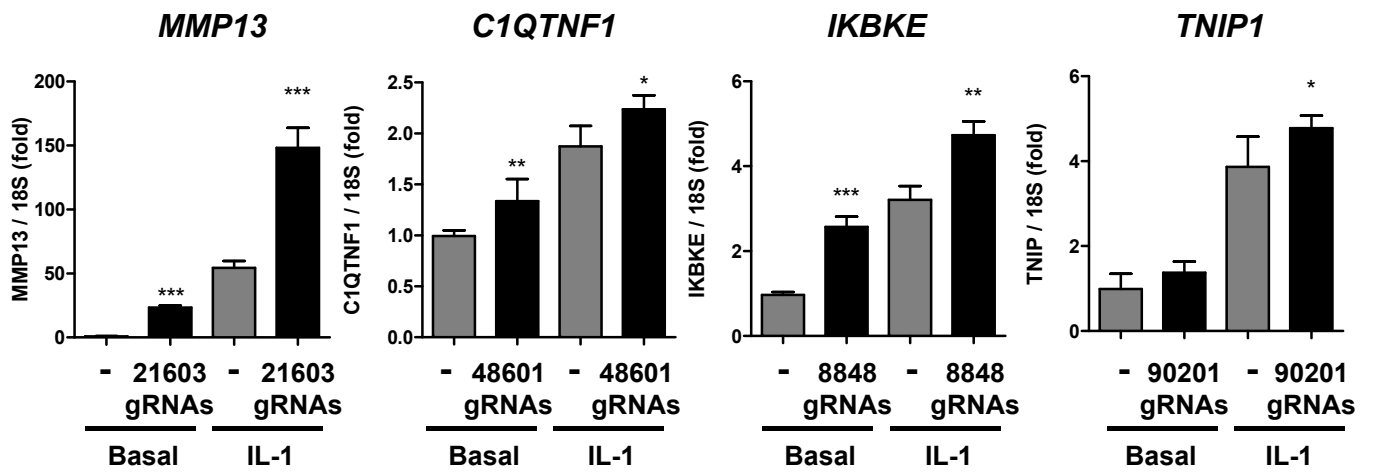 MMP13
MMP13 / 18S (fold)
200
150
100
50
0
***
***
- 21603 - 21603
gRNAs gRNAs
Basal IL-1
C1QTNF1
C1QTNF1 / 18S (fold)
2.5
2.0
1.5
1.0
0.5
0.0
**
*
- 48601 - 48601
gRNAs gRNAs
Basal IL-1
IKBKE
IKBKE / 18S (fold)
6
4
2
0
***
**
- 8848 - 8848
gRNAs gRNAs
Basal IL-1
TNIP1
TNIP / 18S (fold)
6
4
2
0
*
- 90201 - 90201
gRNAs gRNAs
Basal IL-1